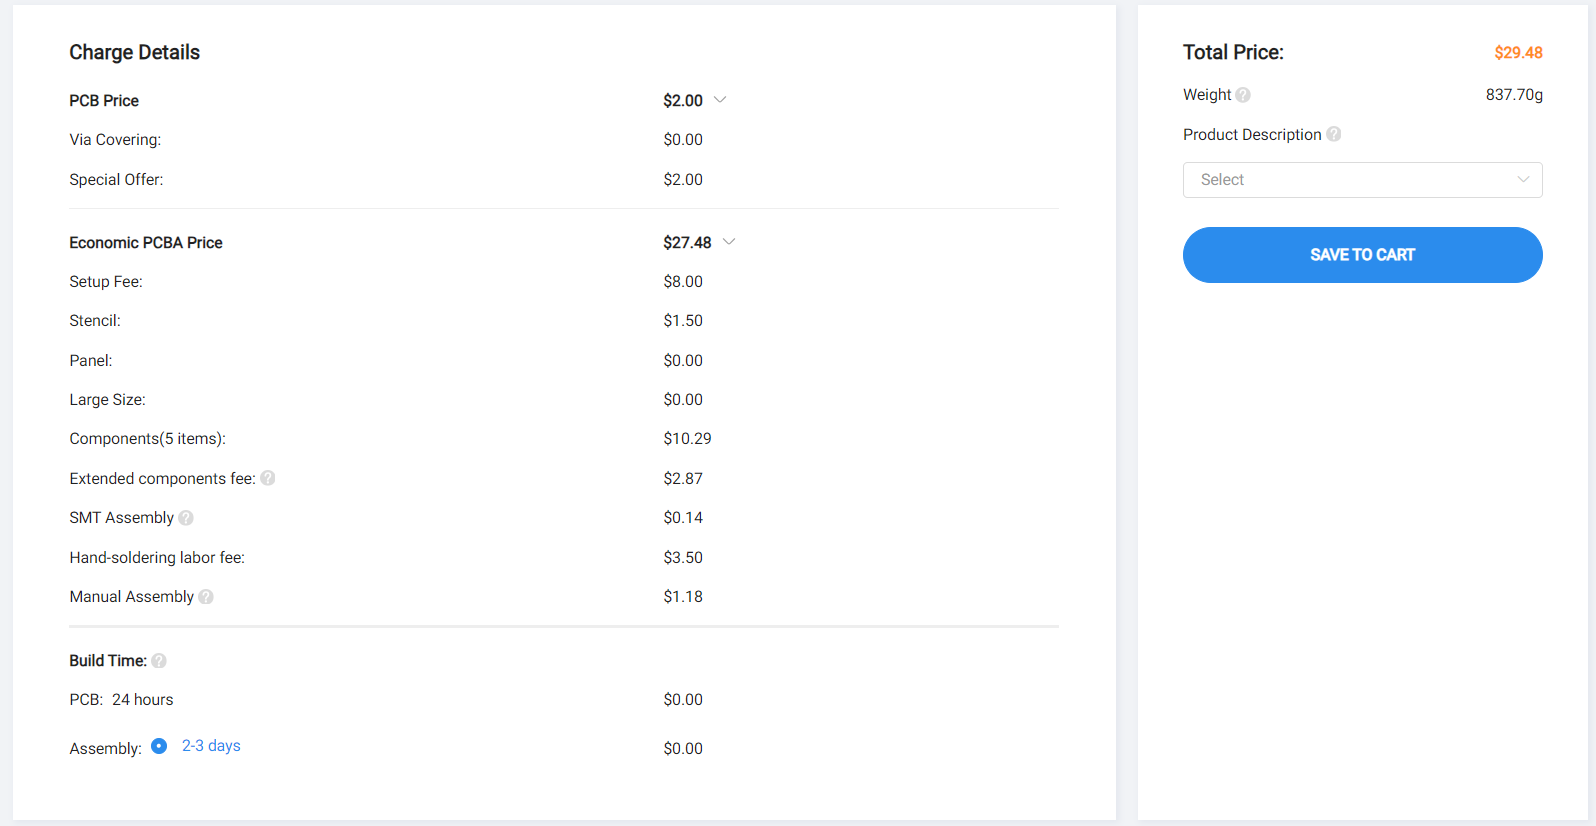 Charge Details
PCB Price $2.00
Via Covering: $0.00
Special Offer: $2.00
Economic PCBA Price $27.48
Setup Fee: $8.00
Stencil: $1.50
Panel: $0.00
Large Size: $0.00
Components(5 items): $10.29
Extended components fee: ? $2.87
SMT Assembly ? $0.14
Hand-soldering labor fee: $3.50
Manual Assembly ? $1.18
Build Time: ?
PCB: 24 hours $0.00
Assembly: 2-3 days $0.00
Total Price: $29.48
Weight ? 837.70g
Product Description ?
Select
SAVE TO CART